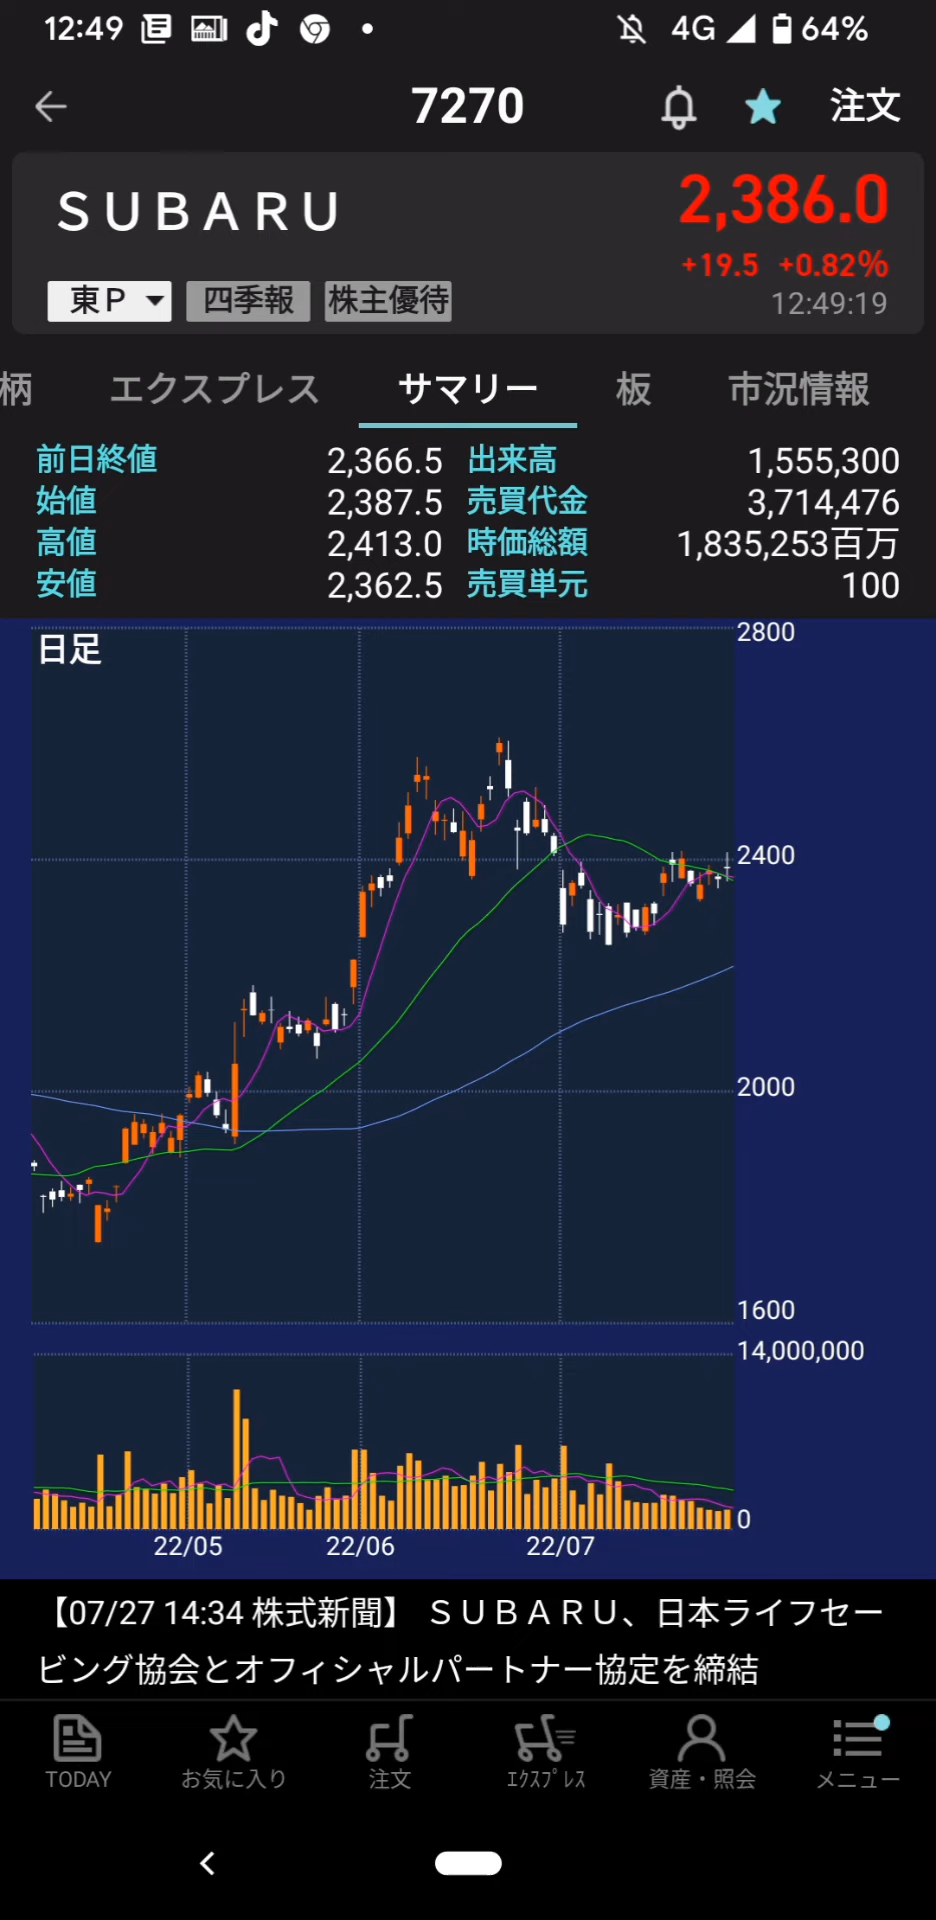 12:49 4G 64%
7270 注文
ＳＵＢＡＲＵ 2,386.0
+19.5 +0.82%
東Ｐ 四季報 株主優待 12:49:19
柄 エクスプレス サマリー 板 市況情報
前日終値 2,366.5 出来高 1,555,300
始値 2,387.5 売買代金 3,714,476
高値 2,413.0 時価総額 1,835,253百万
安値 2,362.5 売買単元 100
日足 2800
2400
2000
1600
14,000,000
0
22/05 22/06 22/07
【07/27 14:34 株式新聞】 ＳＵＢＡＲＵ、日本ライフセー
ビング協会とオフィシャルパートナー協定を締結
TODAY お気に入り 注文 ｴｸｽﾌﾟﾚｽ 資産・照会 メニュー